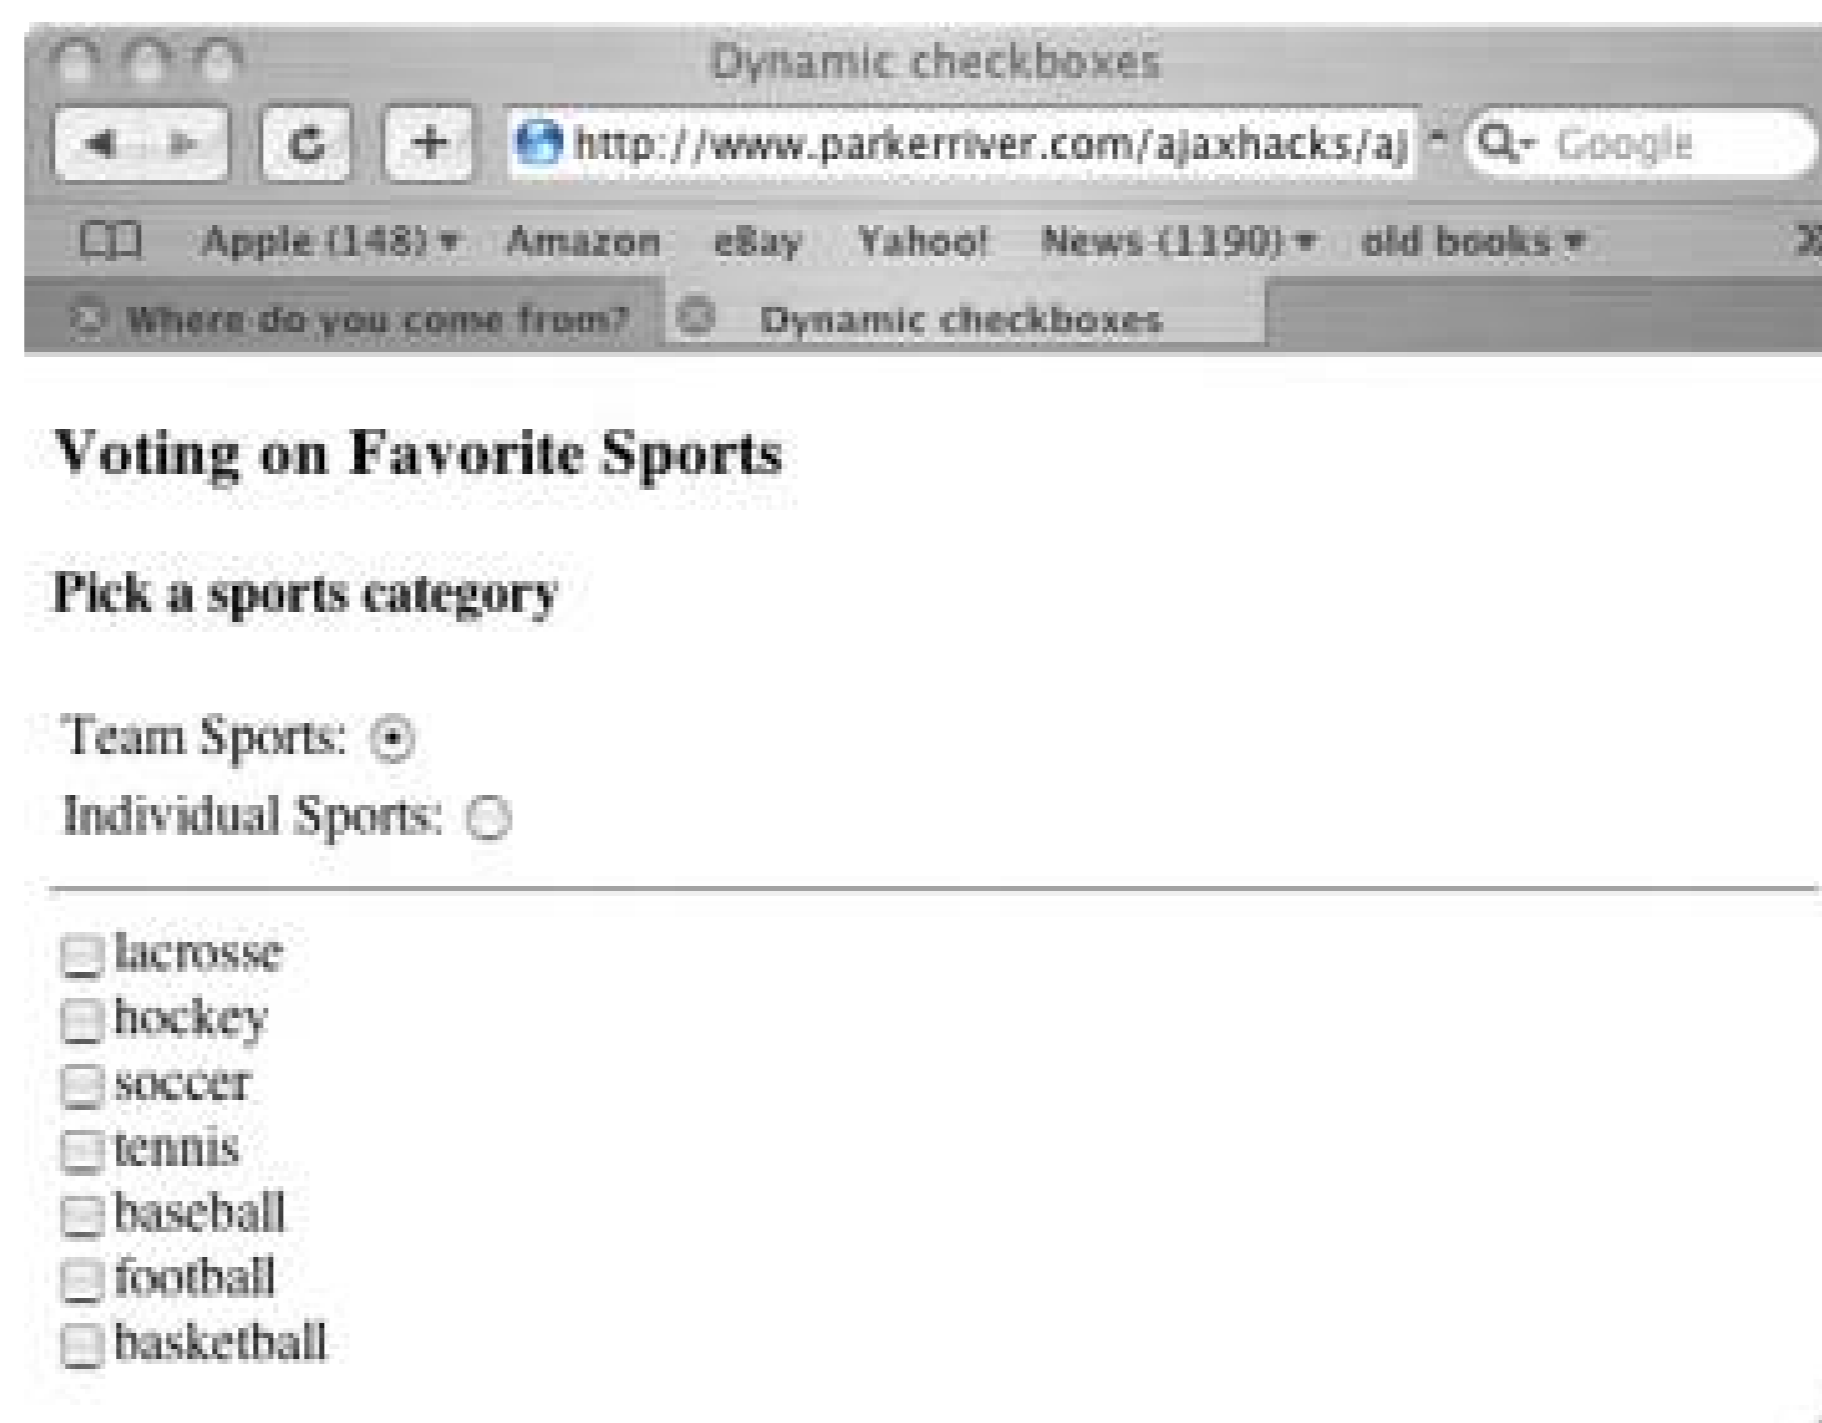 Dynamic checkboxes
http://www.parkerriver.com/ajaxhacks/aj Google
Apple (148) Amazon eBay Yahoo! News (1190) old books
Where do you come from? Dynamic checkboxes
Voting on Favorite Sports
Pick a sports category
Team Sports:
Individual Sports:
lacrosse
hockey
soccer
tennis
baseball
football
basketball